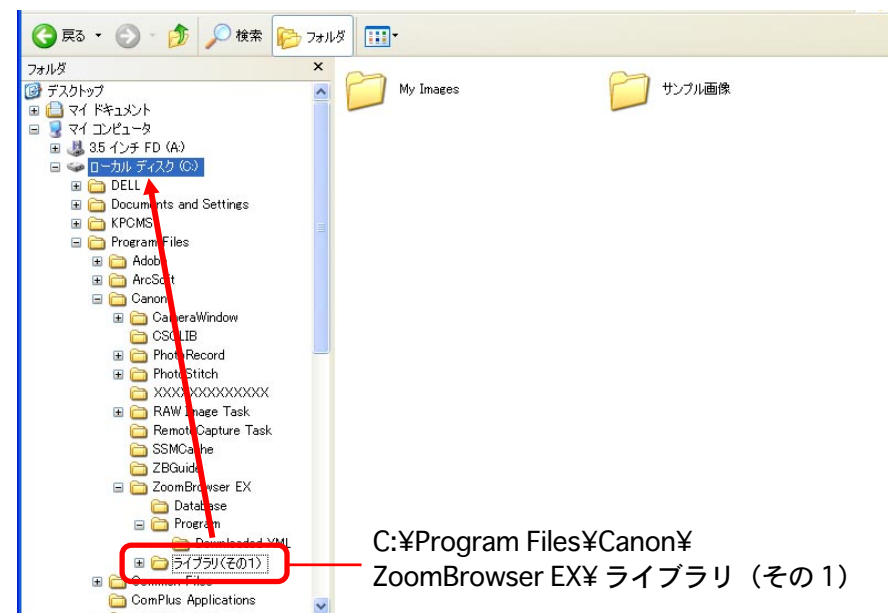 戻る
検索
フォルダ
フォルダ ×
デスクトップ
マイ ドキュメント
マイ コンピュータ
3.5 インチ FD (A:)
ローカル ディスク (C:)
DELL
Documents and Settings
KPCMS
Program Files
Adobe
ArcSoft
Canon
CameraWindow
CSCLIB
PhotoRecord
PhotoStitch
XXXXXXXXXXXXX
RAW Image Task
RemoteCapture Task
SSMCache
ZBGuide
ZoomBrowser EX
Database
Program
Downloaded XML
ライブラリ(その1)
Common Files
ComPlus Applications
My Images
サンプル画像
C:¥Program Files¥Canon¥
ZoomBrowser EX¥ ライブラリ（その 1）